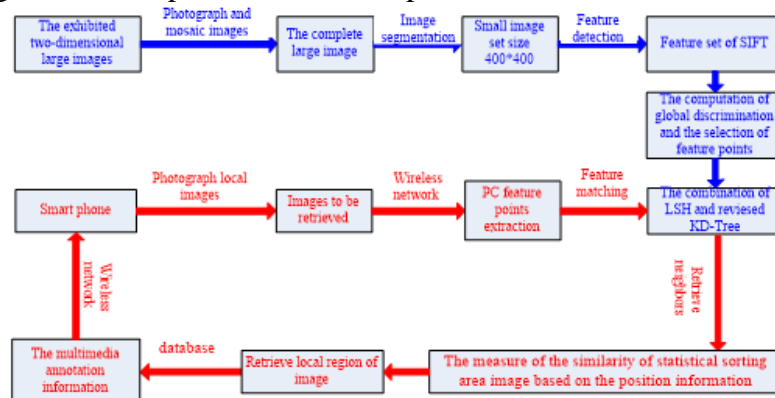 Photograph and
mosaic images
Image
segmentation
Feature
detection
The exhibited
two-dimensional
large images
The complete
large image
Small image
set size
400*400
Feature set of SIFT
The computation of
global discrimination
and the selection of
feature points
Photograph local
images
Wireless
network
Feature
matching
Smart phone
Images to be
retrieved
PC feature
points
extraction
The combination of
LSH and reviesed
KD-Tree
Wireless
network
Retrieve
neighbors
database
The multimedia
annotation
information
Retrieve local region of
image
The measure of the similarity of statistical sorting
area image based on the position information